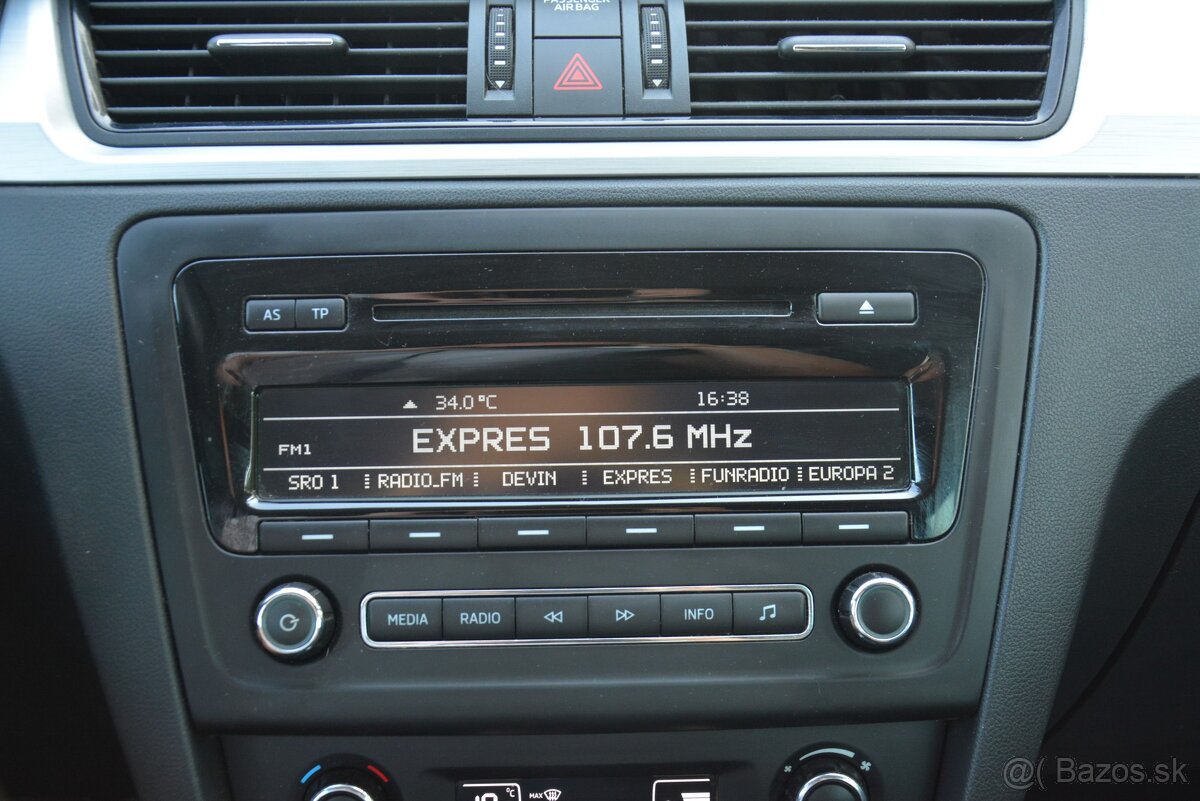 PASSENGER
AIR BAG
AS TP
34.0 °C 16:38
FM1 EXPRES 107.6 MHz
SRO 1 RADIO_FM DEVIN EXPRES FUNRADIO EUROPA 2
MEDIA RADIO INFO
°C MAX
@( Bazos.sk